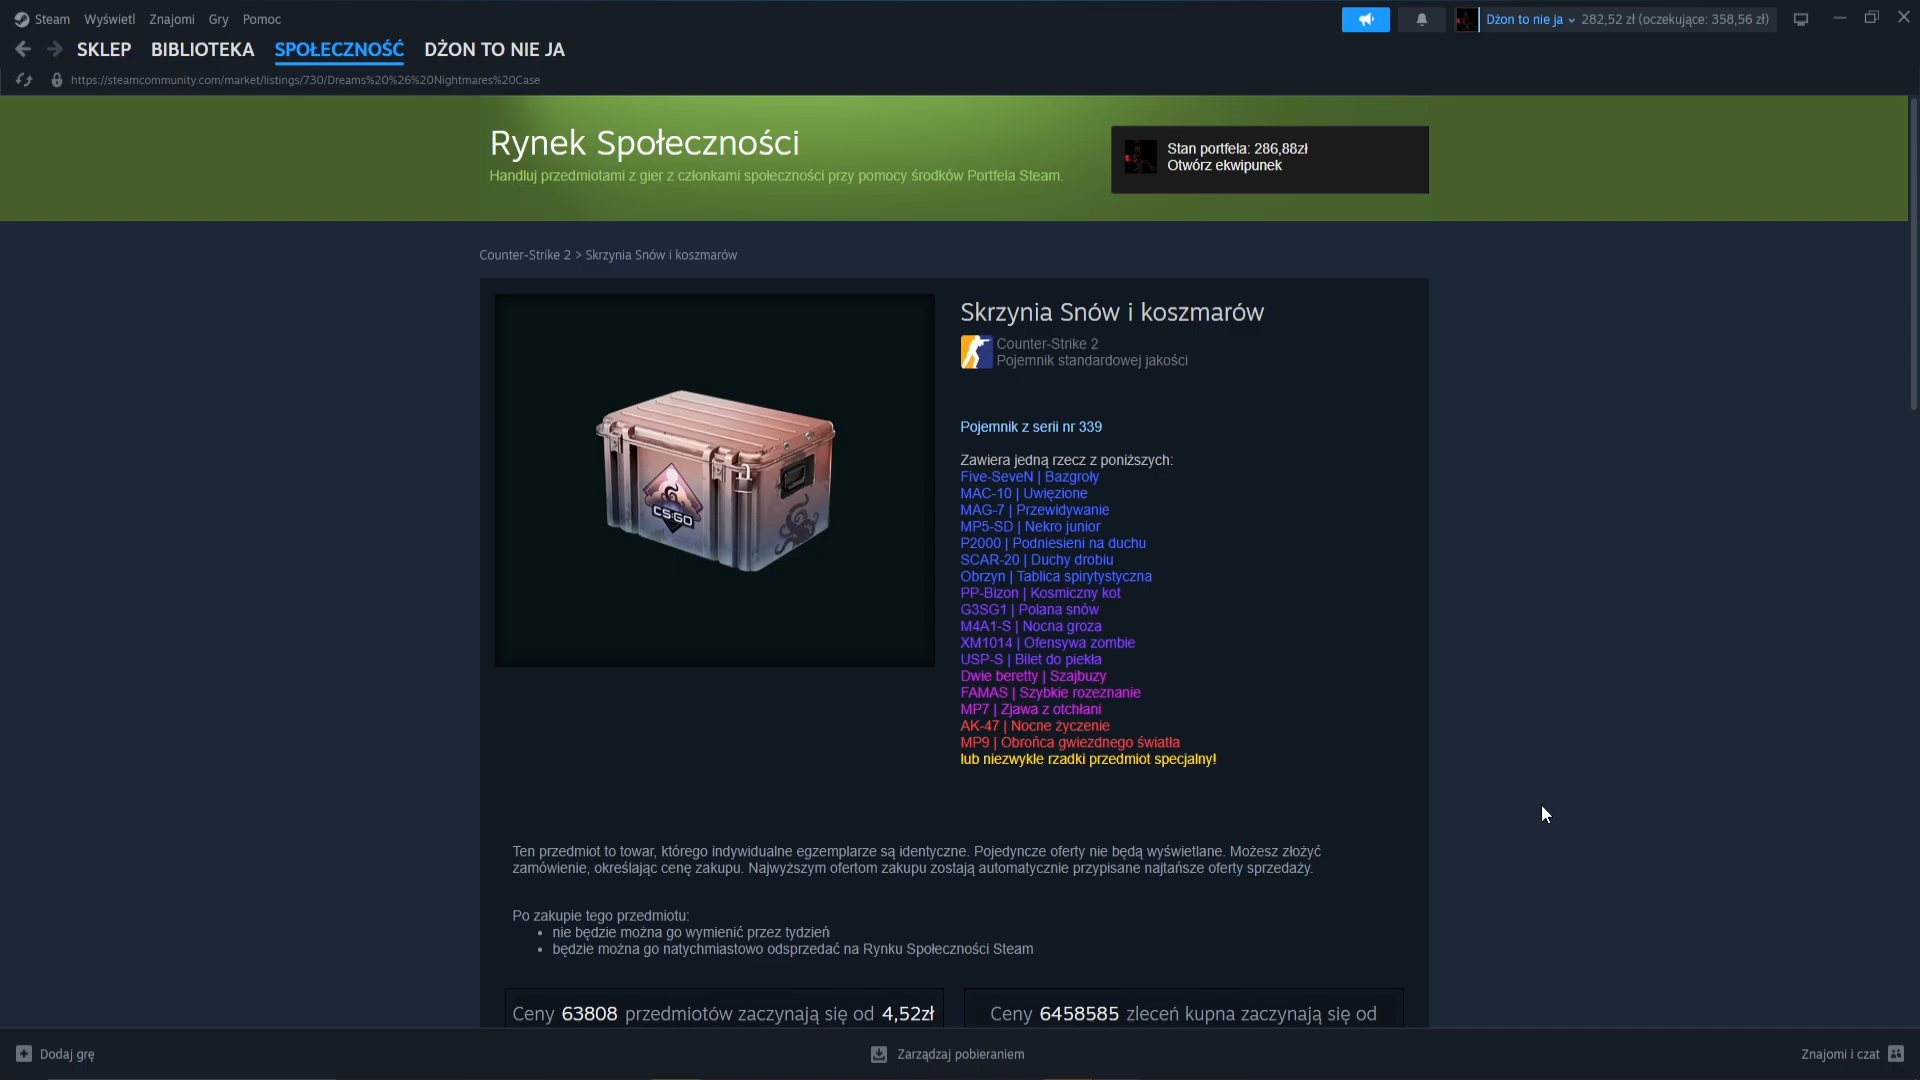 Steam Wyświetl Znajomi Gry Pomoc
Dżon to nie ja 282,52 zł (oczekujące: 358,56 zł)
SKLEP BIBLIOTEKA SPOŁECZNOŚĆ DŻON TO NIE JA
https://steamcommunity.com/market/listings/730/Dreams%20%26%20Nightmares%20Case
Rynek Społeczności
Handluj przedmiotami z gier z członkami społeczności przy pomocy środków Portfela Steam.
Stan portfela: 286,88zł
Otwórz ekwipunek
Counter-Strike 2 > Skrzynia Snów i koszmarów
CS:GO
Skrzynia Snów i koszmarów
Counter-Strike 2
Pojemnik standardowej jakości
Pojemnik z serii nr 339
Zawiera jedną rzecz z poniższych:
Five-SeveN | Bazgroły
MAC-10 | Uwięzione
MAG-7 | Przewidywanie
MP5-SD | Nekro junior
P2000 | Podniesieni na duchu
SCAR-20 | Duchy drobiu
Obrzyn | Tablica spirytystyczna
PP-Bizon | Kosmiczny kot
G3SG1 | Polana snów
M4A1-S | Nocna groza
XM1014 | Ofensywa zombie
USP-S | Bilet do piekła
Dwie beretty | Szajbuzy
FAMAS | Szybkie rozeznanie
MP7 | Zjawa z otchłani
AK-47 | Nocne życzenie
MP9 | Obrońca gwiezdnego światła
lub niezwykle rzadki przedmiot specjalny!
Ten przedmiot to towar, którego indywidualne egzemplarze są identyczne. Pojedyncze oferty nie będą wyświetlane. Możesz złożyć
zamówienie, określając cenę zakupu. Najwyższym ofertom zakupu zostają automatycznie przypisane najtańsze oferty sprzedaży.
Po zakupie tego przedmiotu:
• nie będzie można go wymienić przez tydzień
• będzie można go natychmiastowo odsprzedać na Rynku Społeczności Steam
Ceny 63808 przedmiotów zaczynają się od 4,52zł
Ceny 6458585 zleceń kupna zaczynają się od
Dodaj grę
Zarządzaj pobieraniem
Znajomi i czat